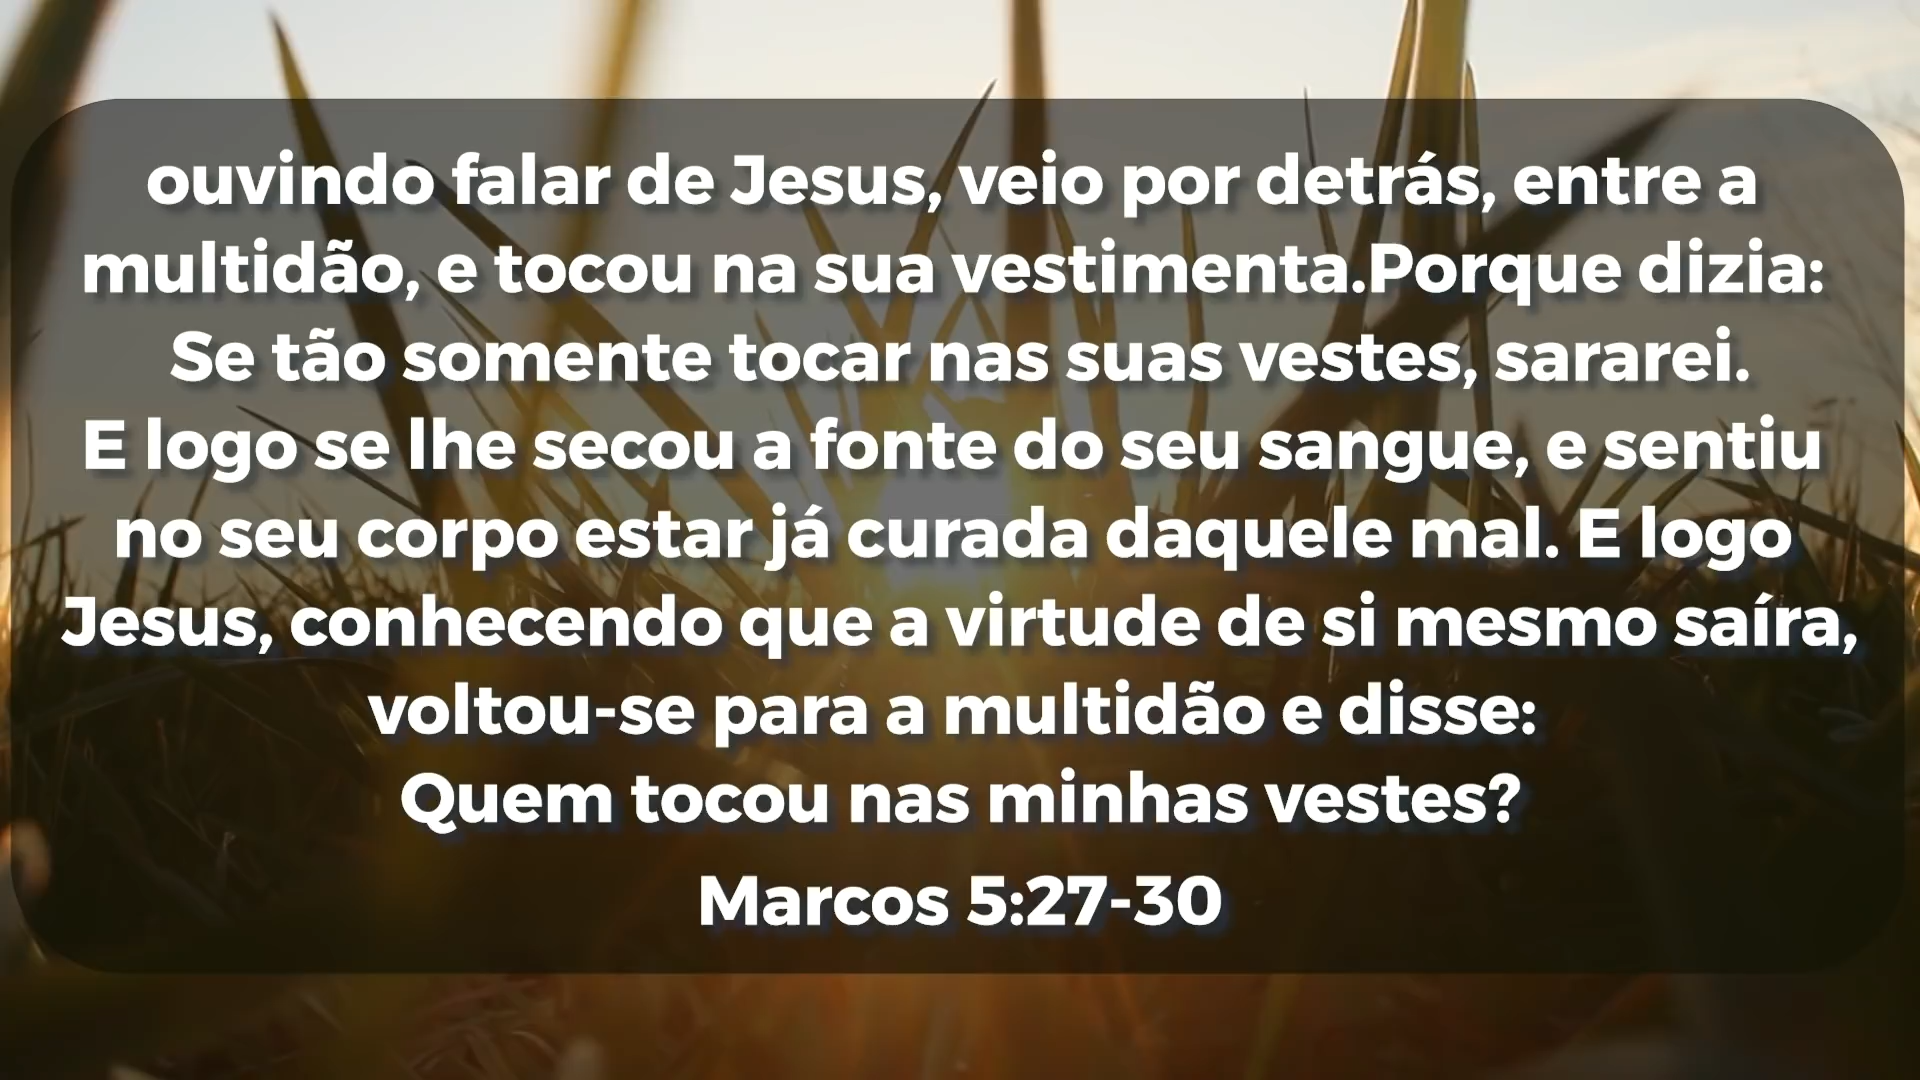 ouvindo falar de Jesus, veio por detrás, entre a
multidão, e tocou na sua vestimenta.Porque dizia:
Se tão somente tocar nas suas vestes, sararei.
E logo se lhe secou a fonte do seu sangue, e sentiu
no seu corpo estar já curada daquele mal. E logo
Jesus, conhecendo que a virtude de si mesmo saíra,
voltou-se para a multidão e disse:
Quem tocou nas minhas vestes?
Marcos 5:27-30